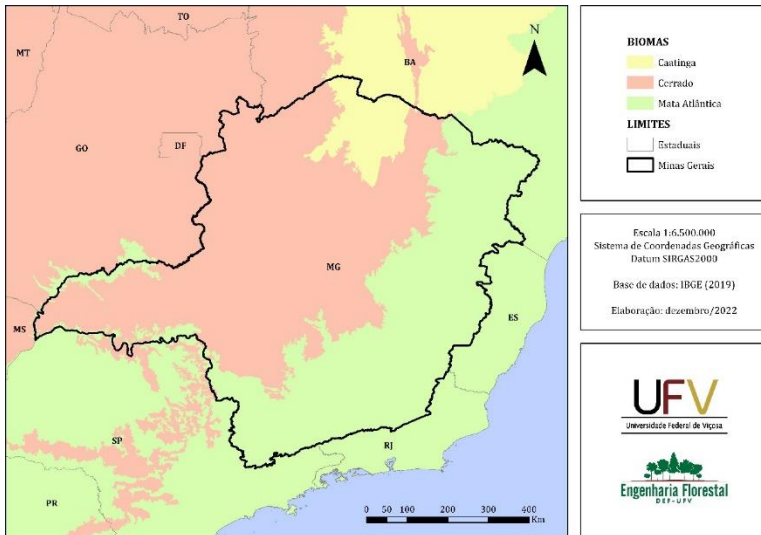 TO
N
MT
BA
GO
DF
MG
MS
ES
SP
RJ
PR
0 50 100 200 300 400
Km
BIOMAS
Caatinga
Cerrado
Mata Atlântica
LIMITES
Estaduais
Minas Gerais
Escala 1:6.500.000
Sistema de Coordenadas Geográficas
Datum SIRGAS2000
Base de dados: IBGE (2019)
Elaboração: dezembro/2022
UFV
Universidade Federal de Viçosa
Engenharia Florestal
DEF-UFV